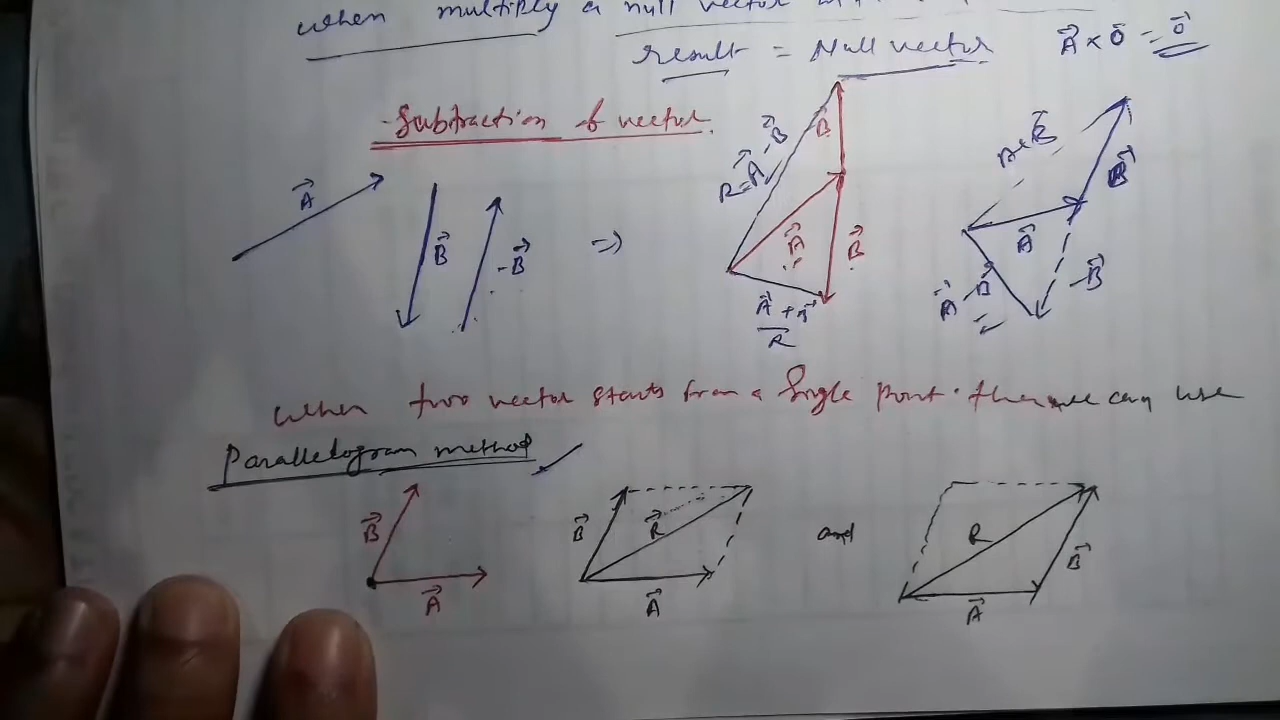 when multiply a null vector
result = Null vector
A⃗ × 0⃗ = 0⃗
Subtraction of vector.
A⃗
B⃗
-B⃗
⇒
R = A⃗ - B⃗
B⃗
A⃗
B⃗
R
A⃗
B⃗
-B⃗
A⃗ - B⃗
when two vector starts from a Single point. then we can use
Parallelogram method
B⃗
A⃗
B⃗
R⃗
A⃗
and
R
B⃗
A⃗